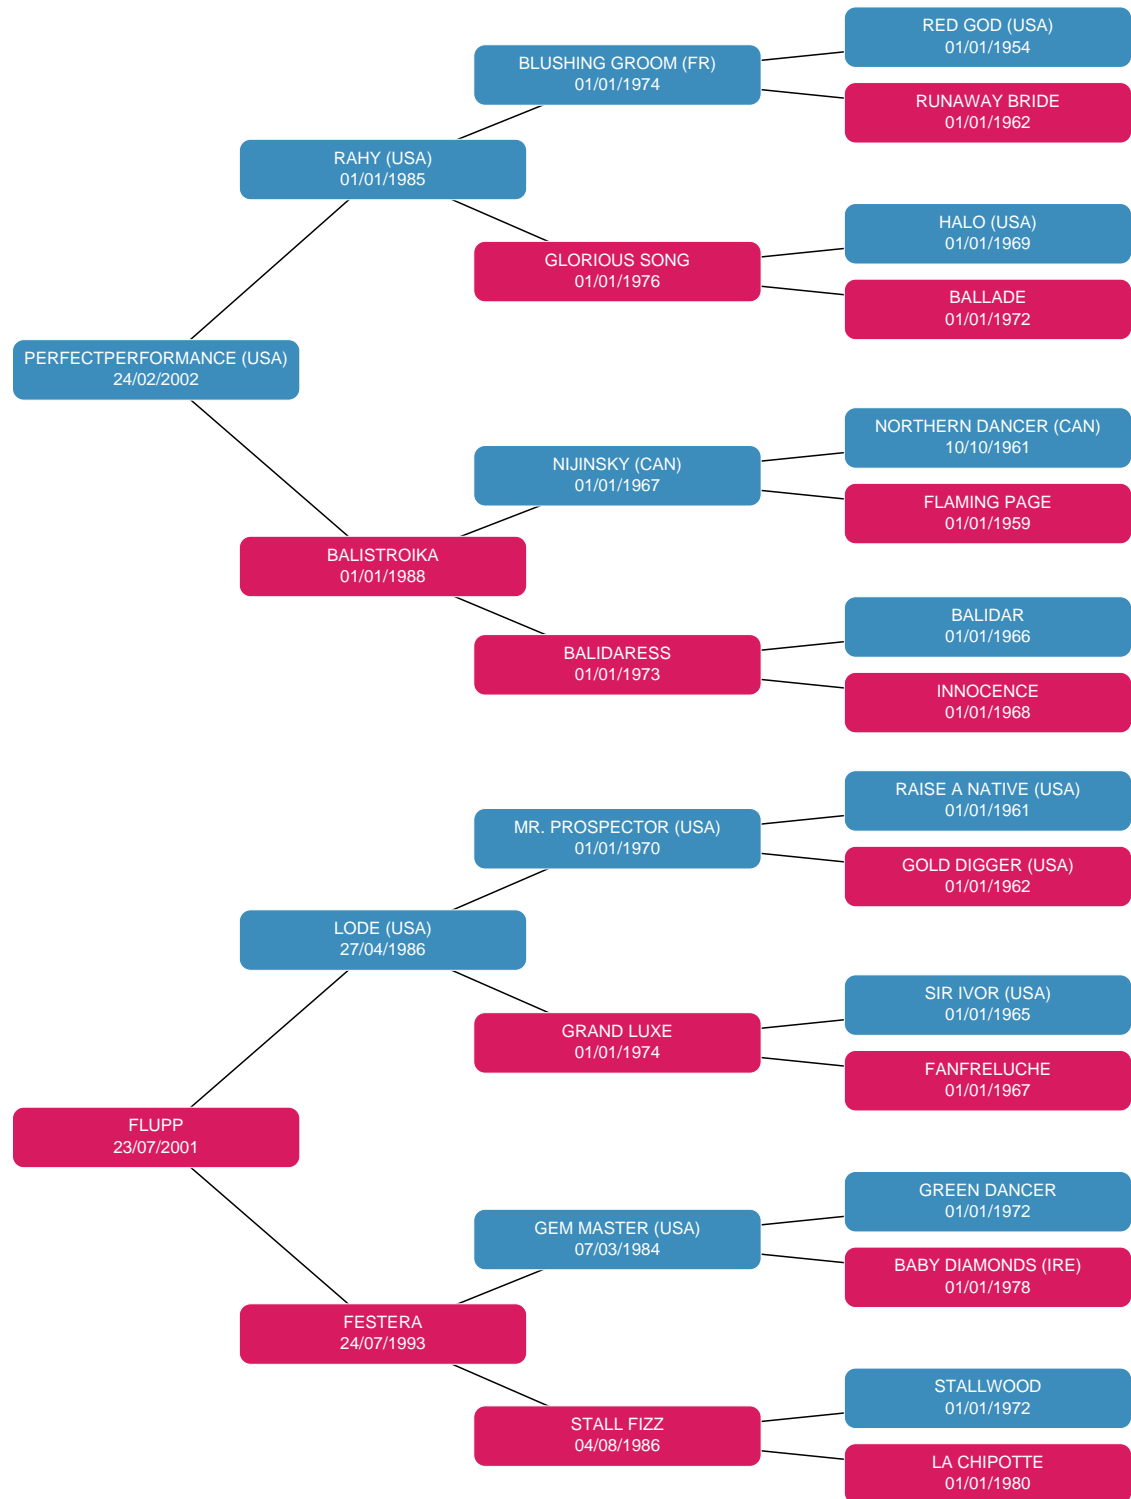 RED GOD (USA)
01/01/1954
BLUSHING GROOM (FR)
01/01/1974
RUNAWAY BRIDE
01/01/1962
RAHY (USA)
01/01/1985
HALO (USA)
01/01/1969
GLORIOUS SONG
01/01/1976
BALLADE
01/01/1972
PERFECTPERFORMANCE (USA)
24/02/2002
NORTHERN DANCER (CAN)
10/10/1961
NIJINSKY (CAN)
01/01/1967
FLAMING PAGE
01/01/1959
BALISTROIKA
01/01/1988
BALIDAR
01/01/1966
BALIDARESS
01/01/1973
INNOCENCE
01/01/1968
RAISE A NATIVE (USA)
01/01/1961
MR. PROSPECTOR (USA)
01/01/1970
GOLD DIGGER (USA)
01/01/1962
LODE (USA)
27/04/1986
SIR IVOR (USA)
01/01/1965
GRAND LUXE
01/01/1974
FANFRELUCHE
01/01/1967
FLUPP
23/07/2001
GREEN DANCER
01/01/1972
GEM MASTER (USA)
07/03/1984
BABY DIAMONDS (IRE)
01/01/1978
FESTERA
24/07/1993
STALLWOOD
01/01/1972
STALL FIZZ
04/08/1986
LA CHIPOTTE
01/01/1980